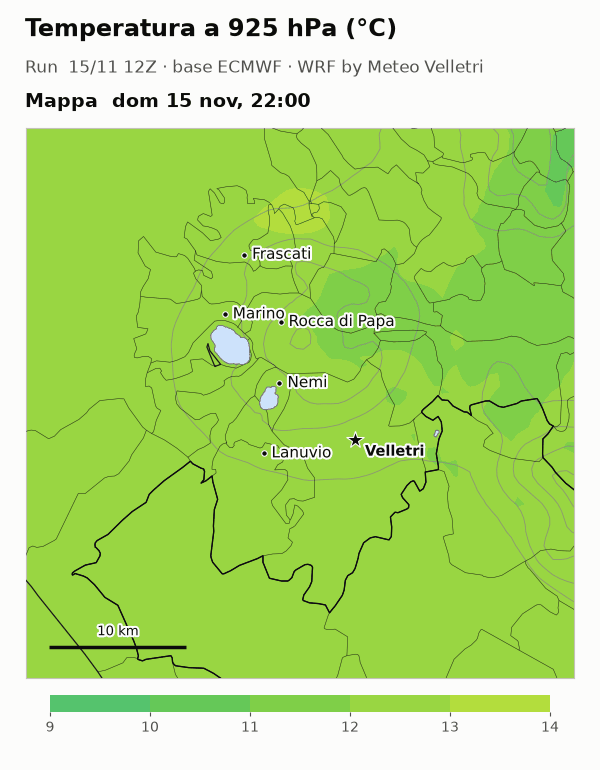 Temperatura a 925 hPa (°C)
Run  15/11 12Z · base ECMWF · WRF by Meteo Velletri
Mappa  dom 15 nov, 22:00
Frascati
Marino
Rocca di Papa
Nemi
Velletri
Lanuvio
10 km
9 10 11 12 13 14